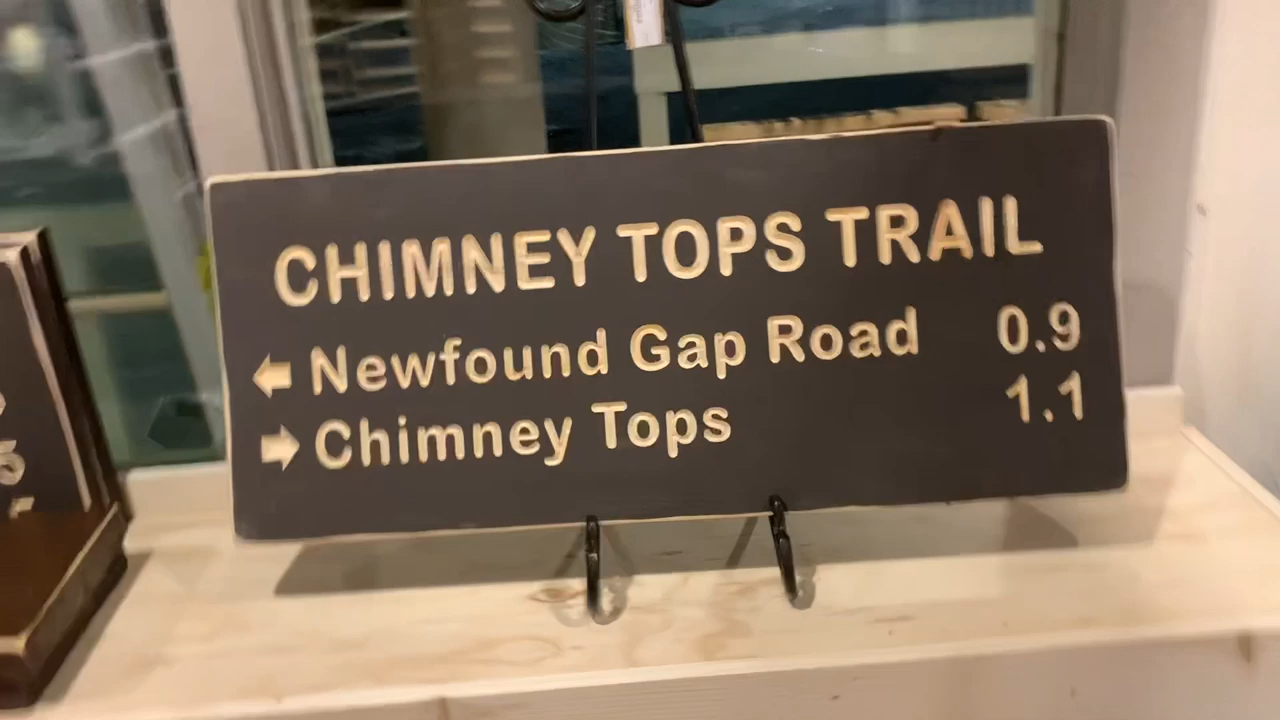 CHIMNEY TOPS TRAIL
← Newfound Gap Road 0.9
→ Chimney Tops 1.1